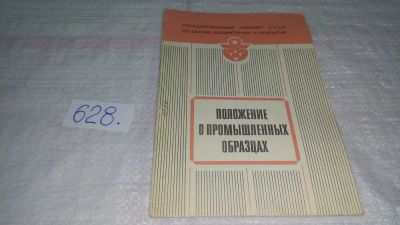 ГОСУДАРСТВЕННЫЙ КОМИТЕТ СССР
ПО ДЕЛАМ ИЗОБРЕТЕНИЙ И ОТКРЫТИЙ
628.
ПОЛОЖЕНИЕ
О ПРОМЫШЛЕННЫХ
ОБРАЗЦАХ